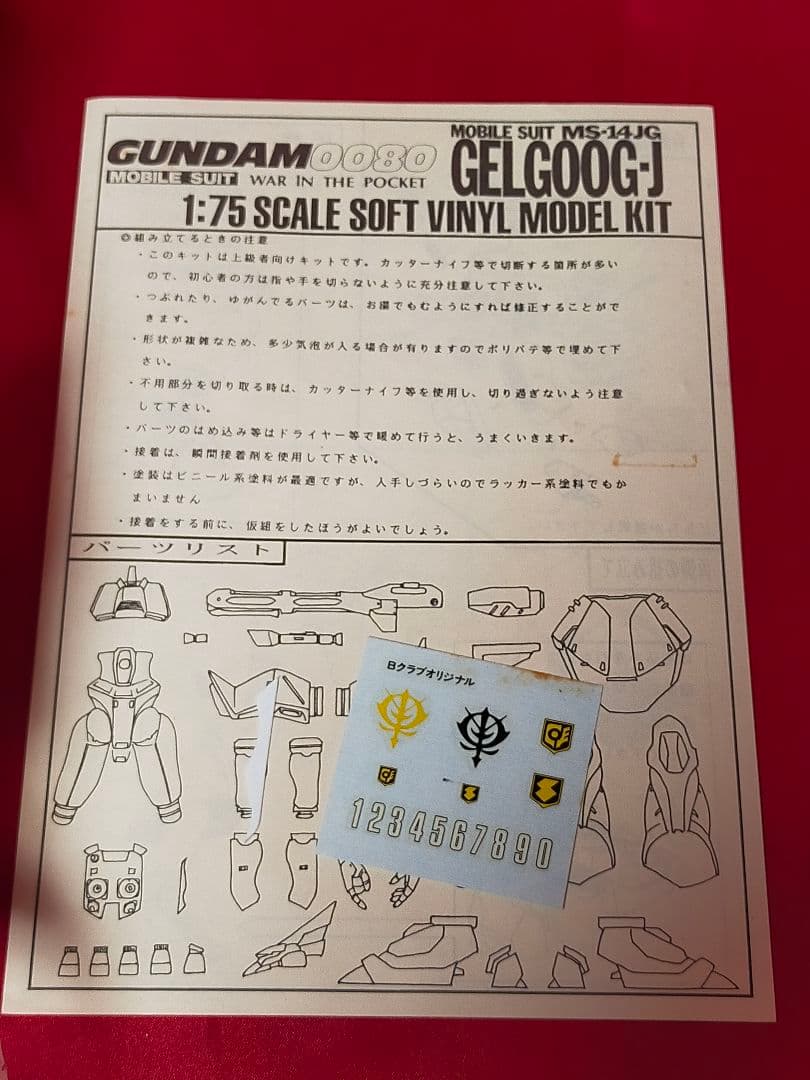 GUNDAM0080
MOBILE SUIT WAR IN THE POCKET
MOBILE SUIT MS-14JG
GELGOOG-J
1:75 SCALE SOFT VINYL MODEL KIT
◎組み立てるときの注意
・このキットは上級者向けキットです。カッターナイフ等で切断する箇所が多い
ので、初心者の方は指や手を切らないように充分注意して下さい。
・つぶれたり、ゆがんでるパーツは、お湯でもむようにすれば修正することがで
きます。
・形状が複雑なため、多少気泡が入る場合が有りますのでポリパテ等で埋めて下
さい。
・不用部分を切り取る時は、カッターナイフ等を使用し、切り過ぎないよう注意
して下さい。
・パーツのはめ込み等はドライヤー等で暖めて行うと、うまくいきます。
・接着は、瞬間接着剤を使用して下さい。
・塗装はビニール系塗料が最適ですが、入手しづらいのでラッカー系塗料でもか
まいません
・接着をする前に、仮組をしたほうがよいでしょう。
パーツリスト
Bクラブオリジナル
1234567890